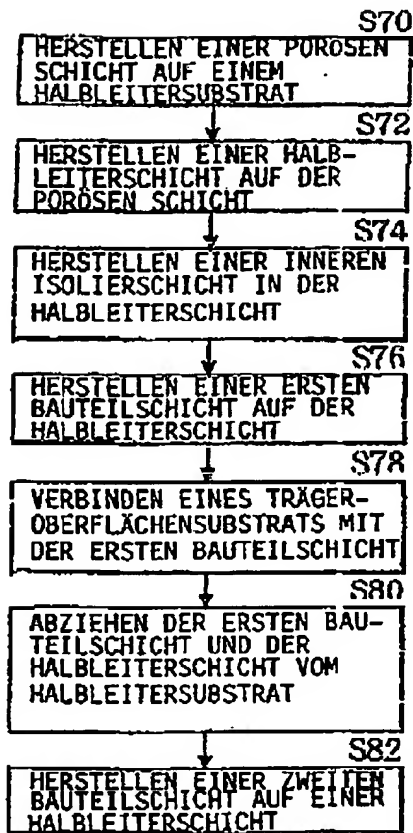 S70
HERSTELLEN EINER PORÖSEN
SCHICHT AUF EINEM
HALBLEITERSUBSTRAT
S72
HERSTELLEN EINER HALB-
LEITERSCHICHT AUF DER
PORÖSEN SCHICHT
S74
HERSTELLEN EINER INNEREN
ISOLIERSCHICHT IN DER
HALBLEITERSCHICHT
S76
HERSTELLEN EINER ERSTEN
BAUTEILSCHICHT AUF DER
HALBLEITERSCHICHT
S78
VERBINDEN EINES TRÄGER-
OBERFLÄCHENSUBSTRATS MIT
DER ERSTEN BAUTEILSCHICHT
S80
ABZIEHEN DER ERSTEN BAU-
TEILSCHICHT UND DER
HALBLEITERSCHICHT VOM
HALBLEITERSUBSTRAT
S82
HERSTELLEN EINER ZWEITEN
BAUTEILSCHICHT AUF EINER
HALBLEITERSCHICHT